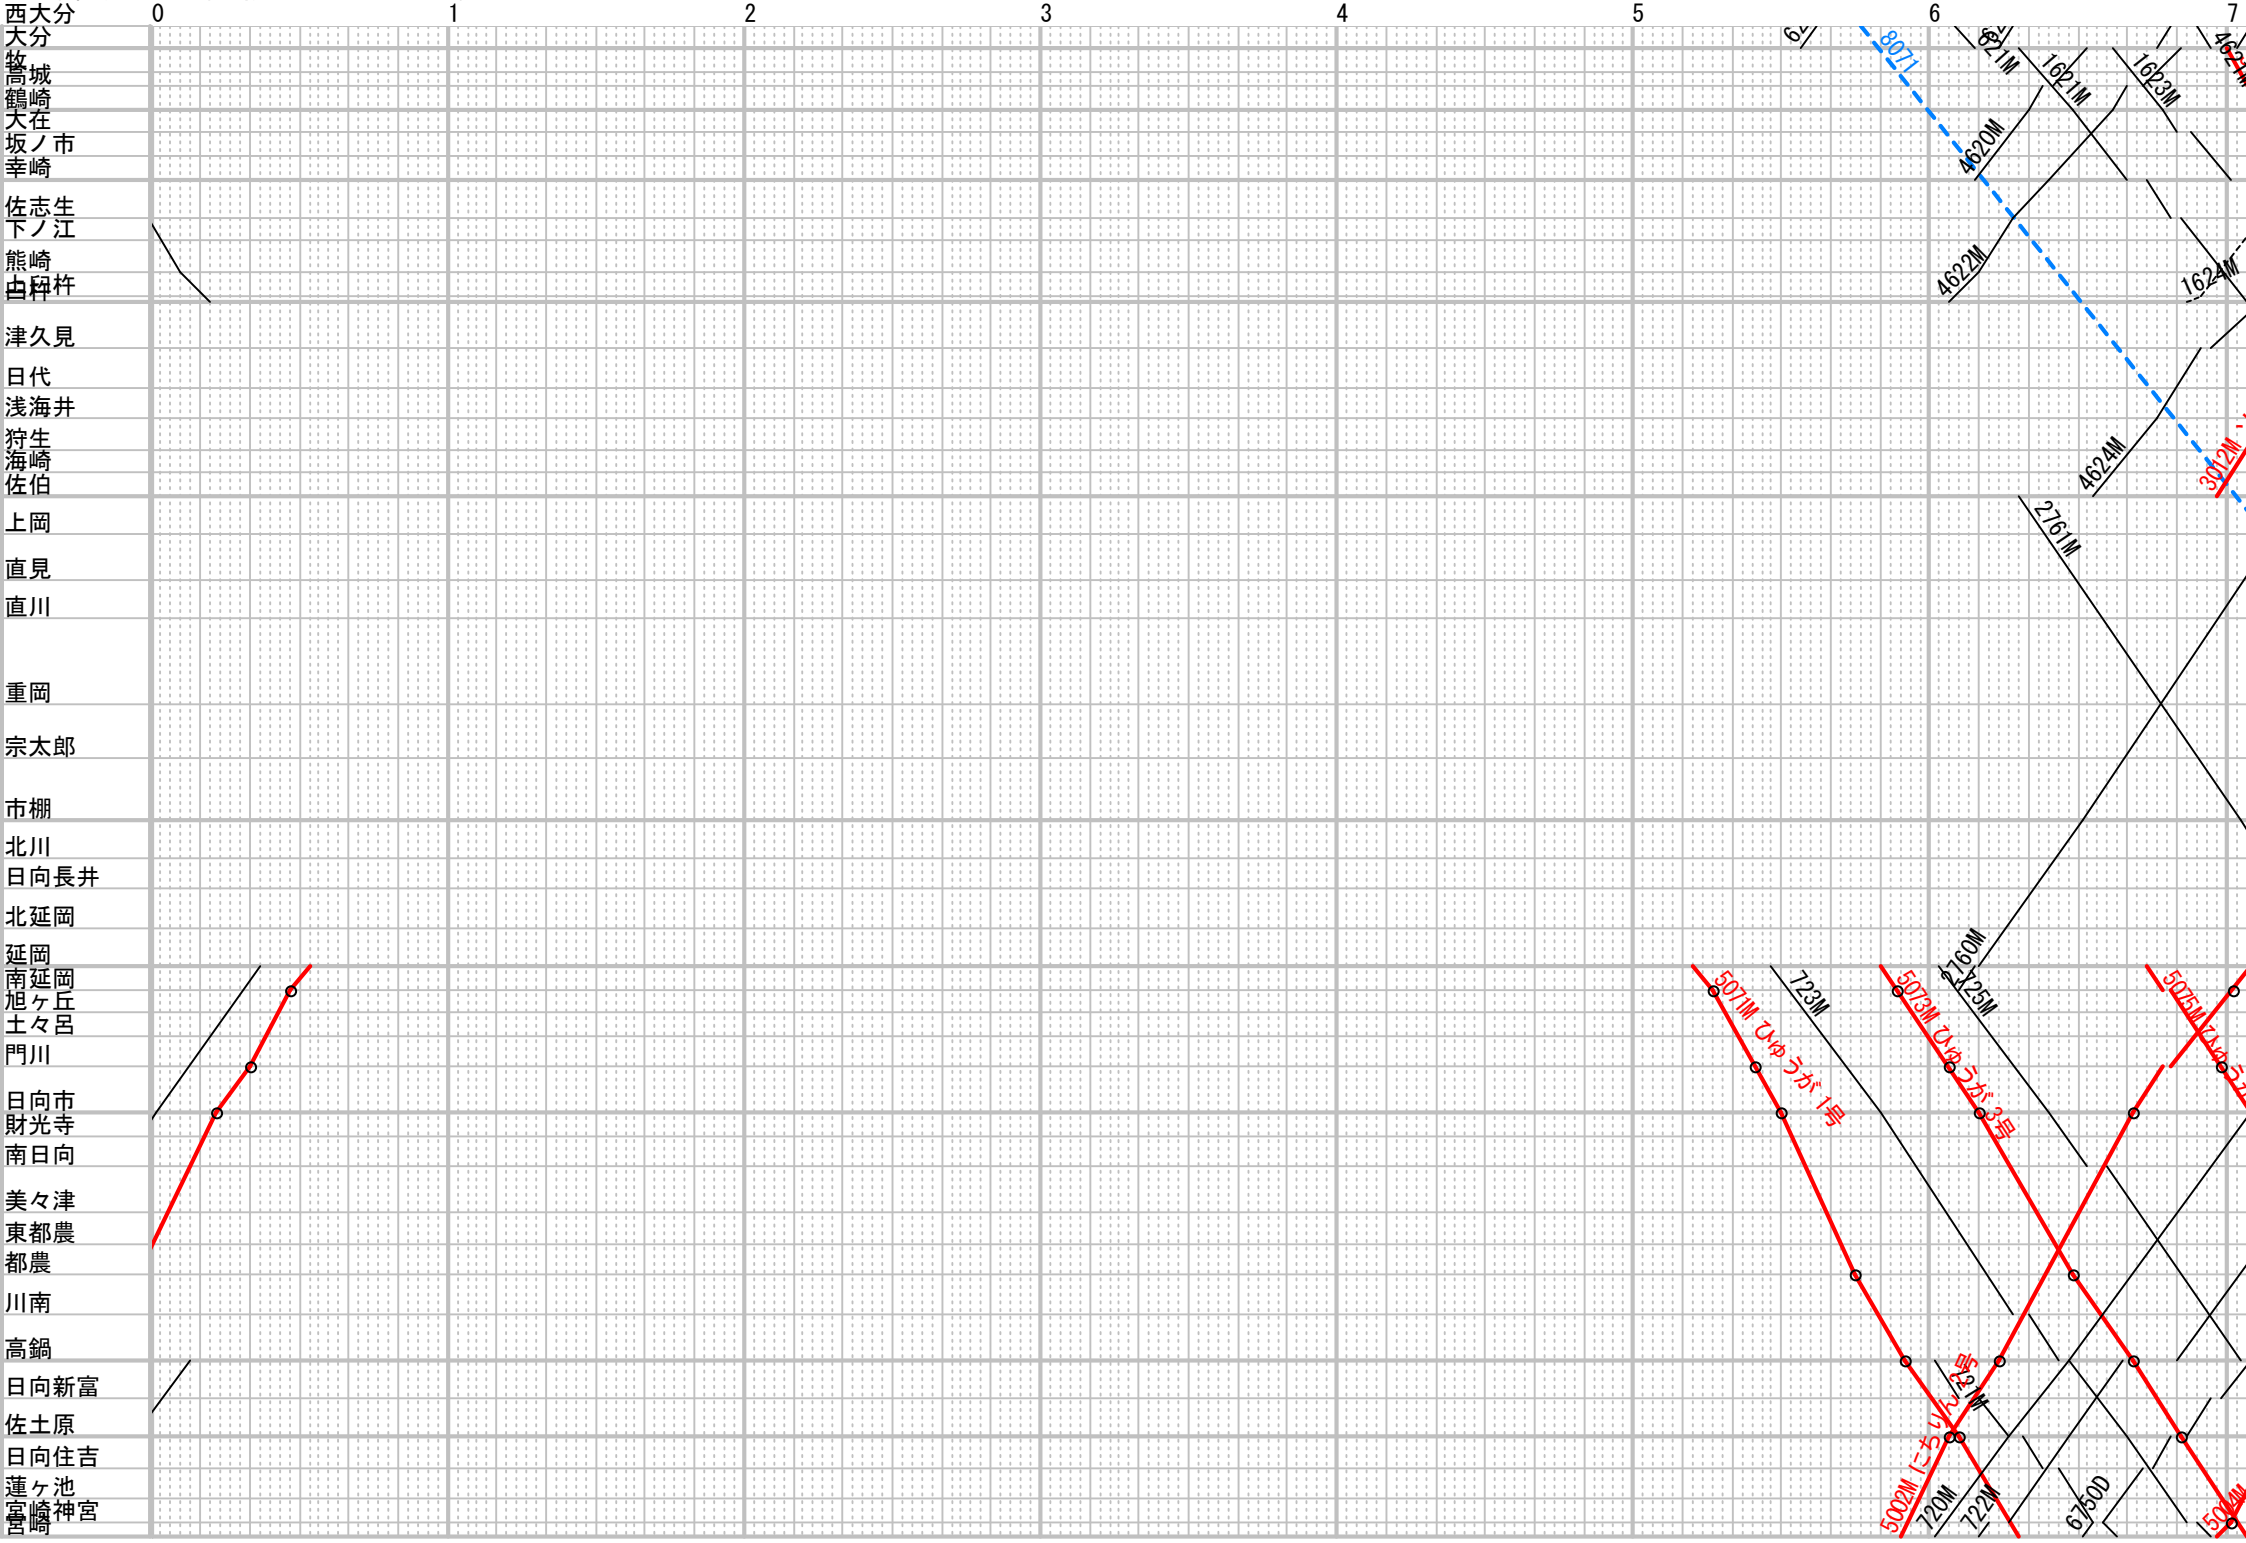 西大分
0 1 2 3 4 5 6 7
大分
牧
高城
鶴崎
大在
坂ノ市
幸崎
佐志生
下ノ江
熊崎
上臼杵
臼杵
津久見
日代
浅海井
狩生
海崎
佐伯
上岡
直見
直川
重岡
宗太郎
市棚
北川
日向長井
北延岡
延岡
南延岡
旭ヶ丘
土々呂
門川
日向市
財光寺
南日向
美々津
東都農
都農
川南
高鍋
日向新富
佐土原
日向住吉
蓮ヶ池
宮崎神宮
宮崎
8071
621M
1621M
1623M
4621M
4620M
4622M
1624M
4624M
3012M
2761M
2760M
5071M ひゅうが 1号
723M
5073M ひゅうが 3号
725M
5075M ひゅうが
721M
5002M にちりん 2号
720M
722M
6750D
5004M